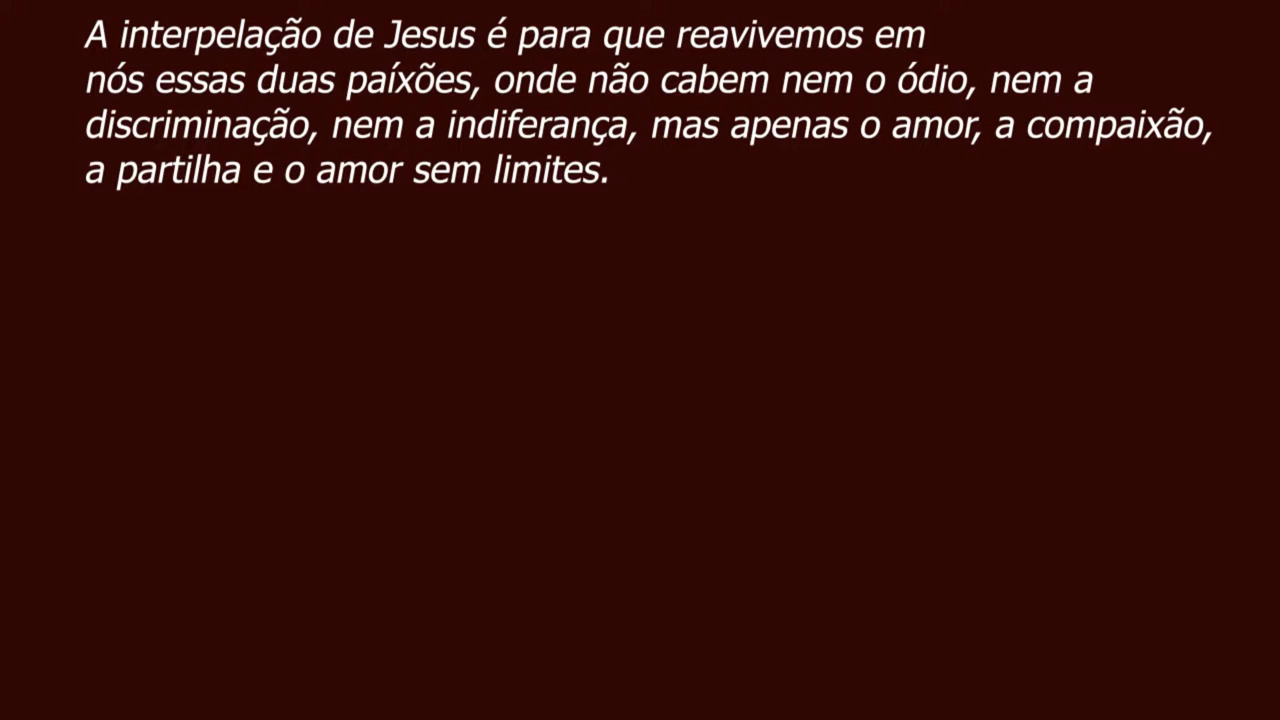 A interpelação de Jesus é para que reavivemos em
nós essas duas paíxões, onde não cabem nem o ódio, nem a
discriminação, nem a indiferança, mas apenas o amor, a compaixão,
a partilha e o amor sem limites.